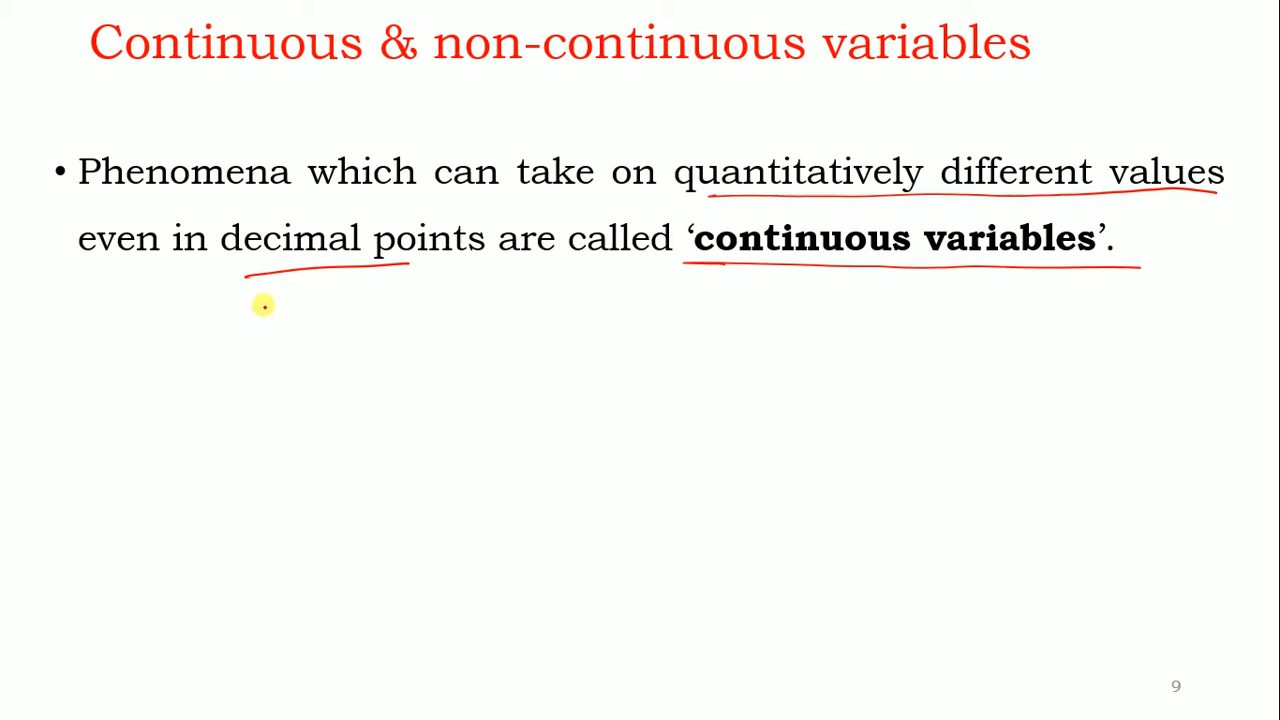 Continuous & non-continuous variables
• Phenomena which can take on quantitatively different values
even in decimal points are called ‘continuous variables’.
9